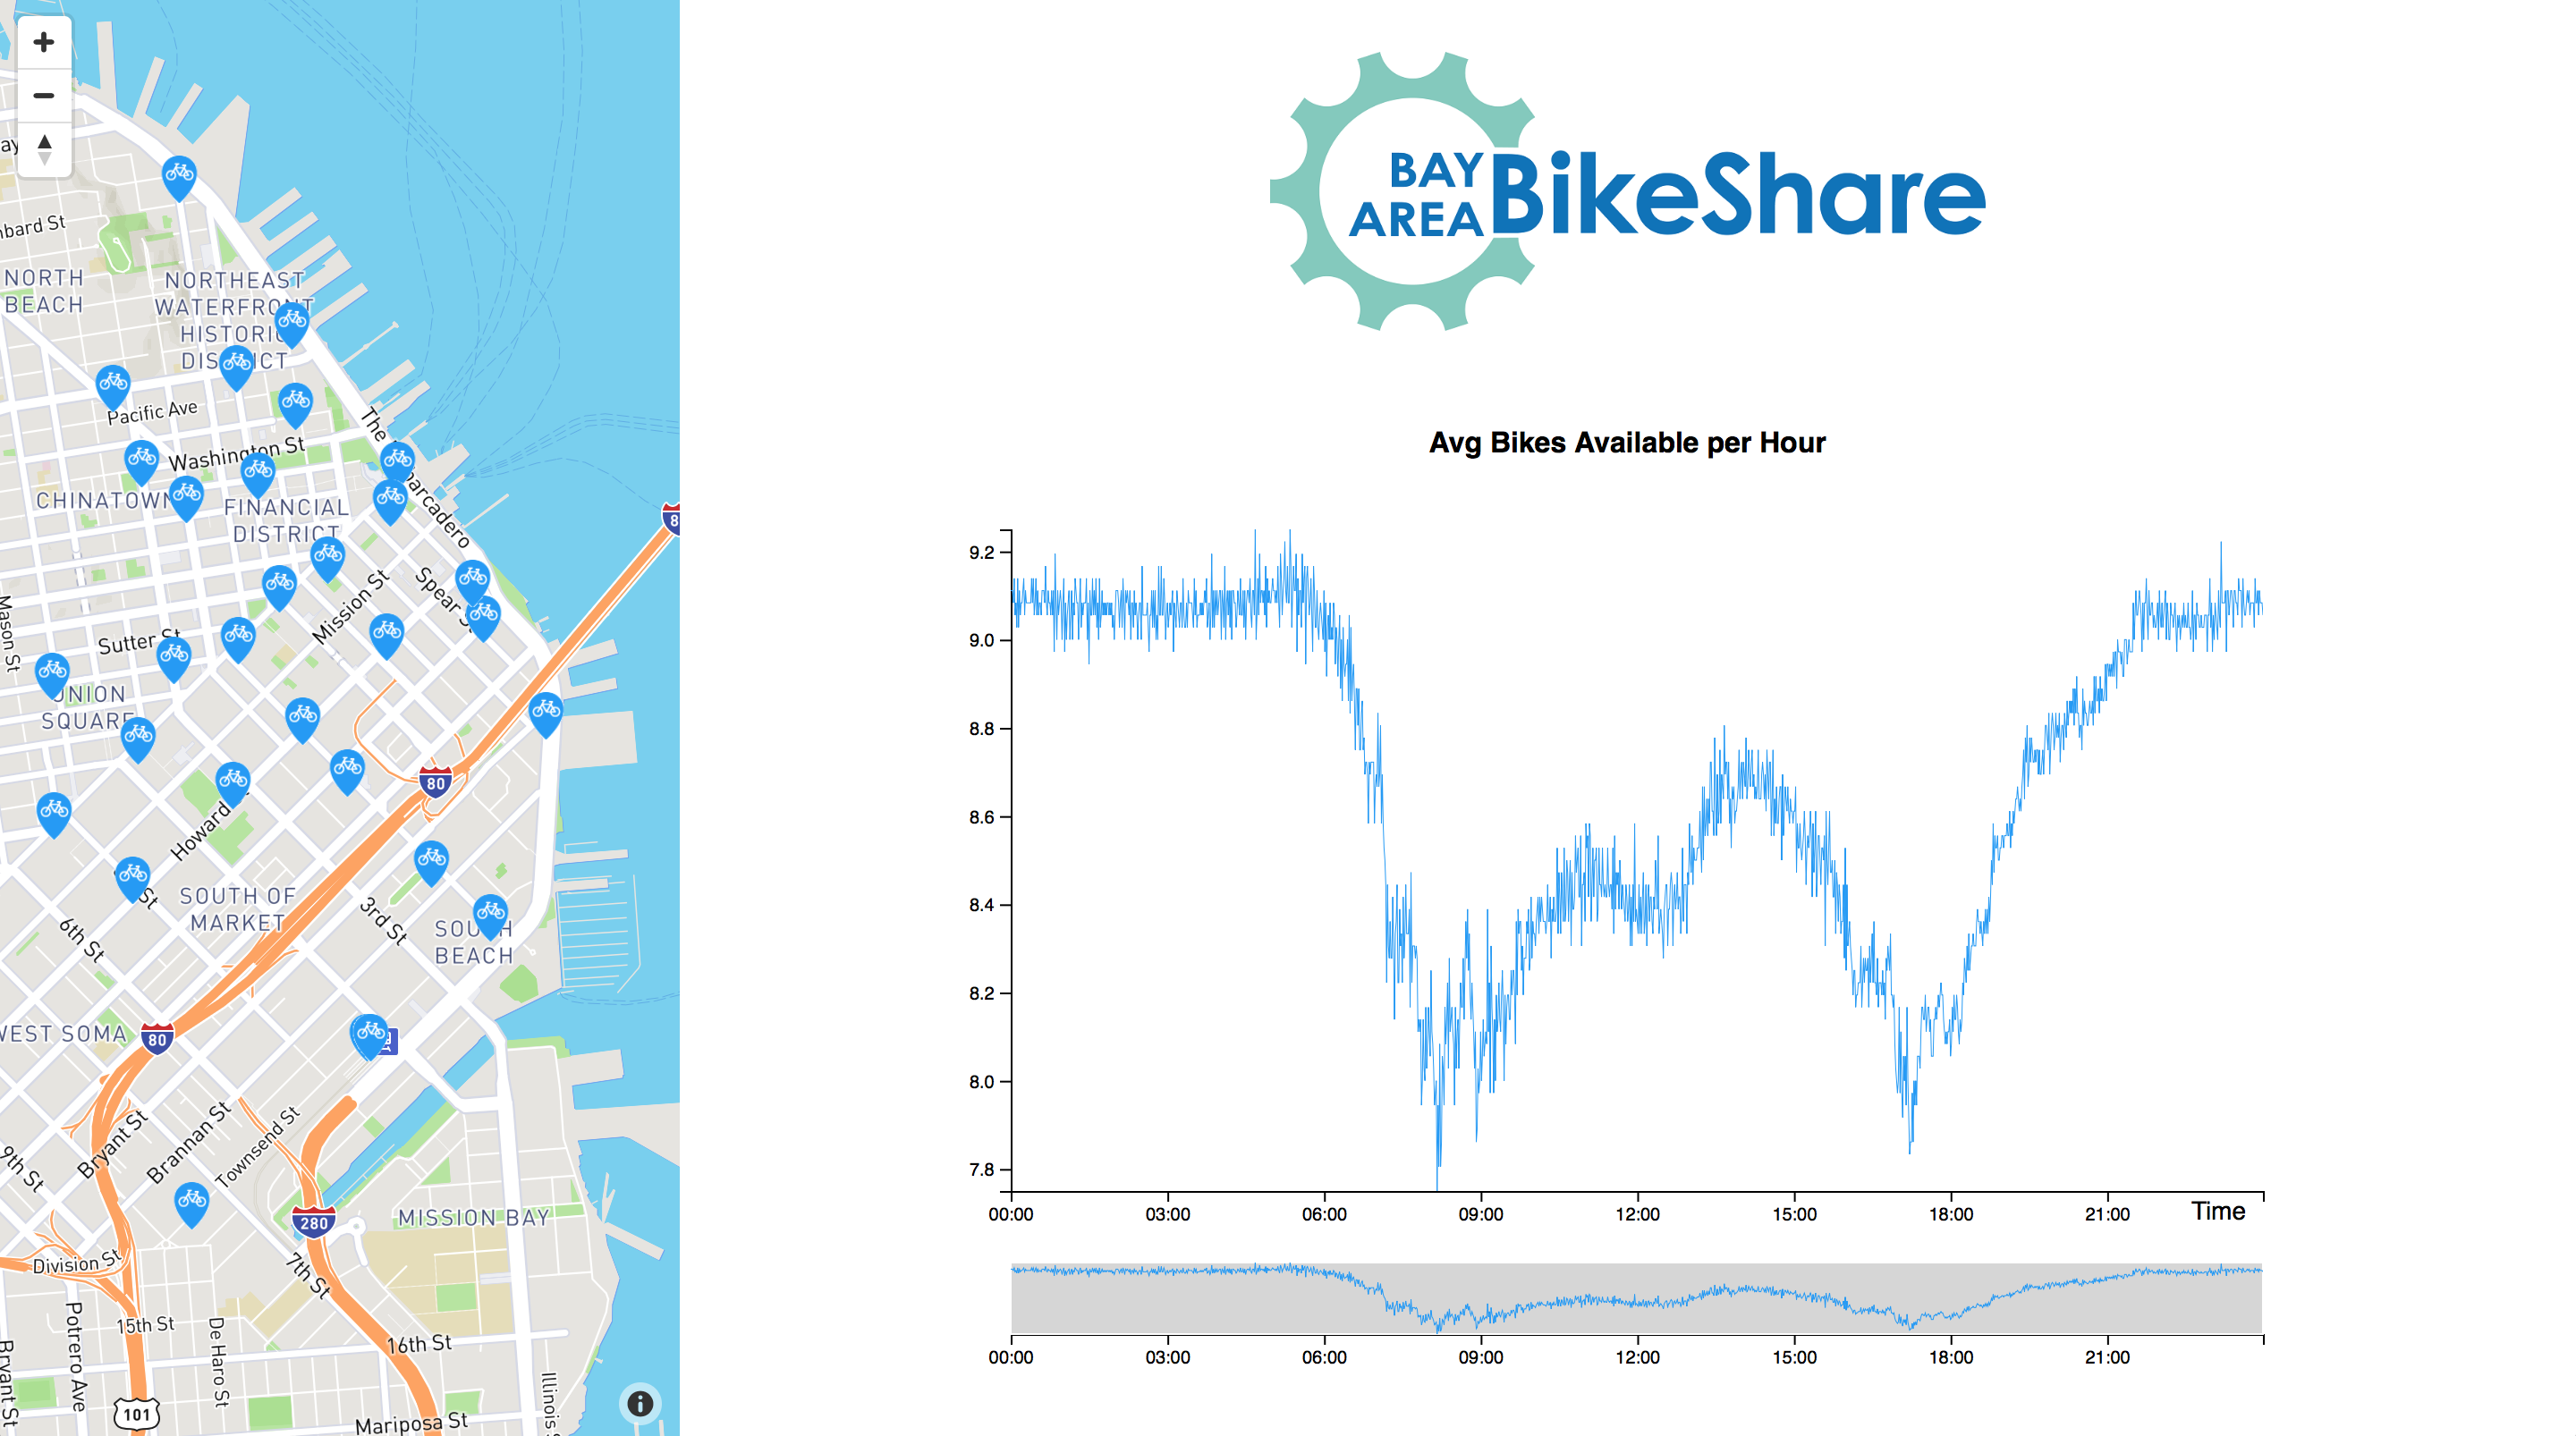 +
−
bard St
NORTH
BEACH
NORTHEAST
WATERFRONT
HISTORIC
DISTRICT
Pacific Ave
The Embarcadero
Washington St
CHINATOWN
FINANCIAL
DISTRICT
Mason St
Mission St
Spear St
Sutter St
UNION
SQUARE
80
Howard
St
SOUTH OF
MARKET
3rd St
6th St
SOUTH
BEACH
WEST SOMA
80
9th St
Bryant St
Brannan St
Townsend St
280
MISSION BAY
Division St
7th St
Potrero Ave
15th St
De Haro St
16th St
Bryant St
Illinois S
101
Mariposa St
BAY
AREA
BikeShare
Avg Bikes Available per Hour
9.2
9.0
8.8
8.6
8.4
8.2
8.0
7.8
00:00 03:00 06:00 09:00 12:00 15:00 18:00 21:00 Time
00:00 03:00 06:00 09:00 12:00 15:00 18:00 21:00